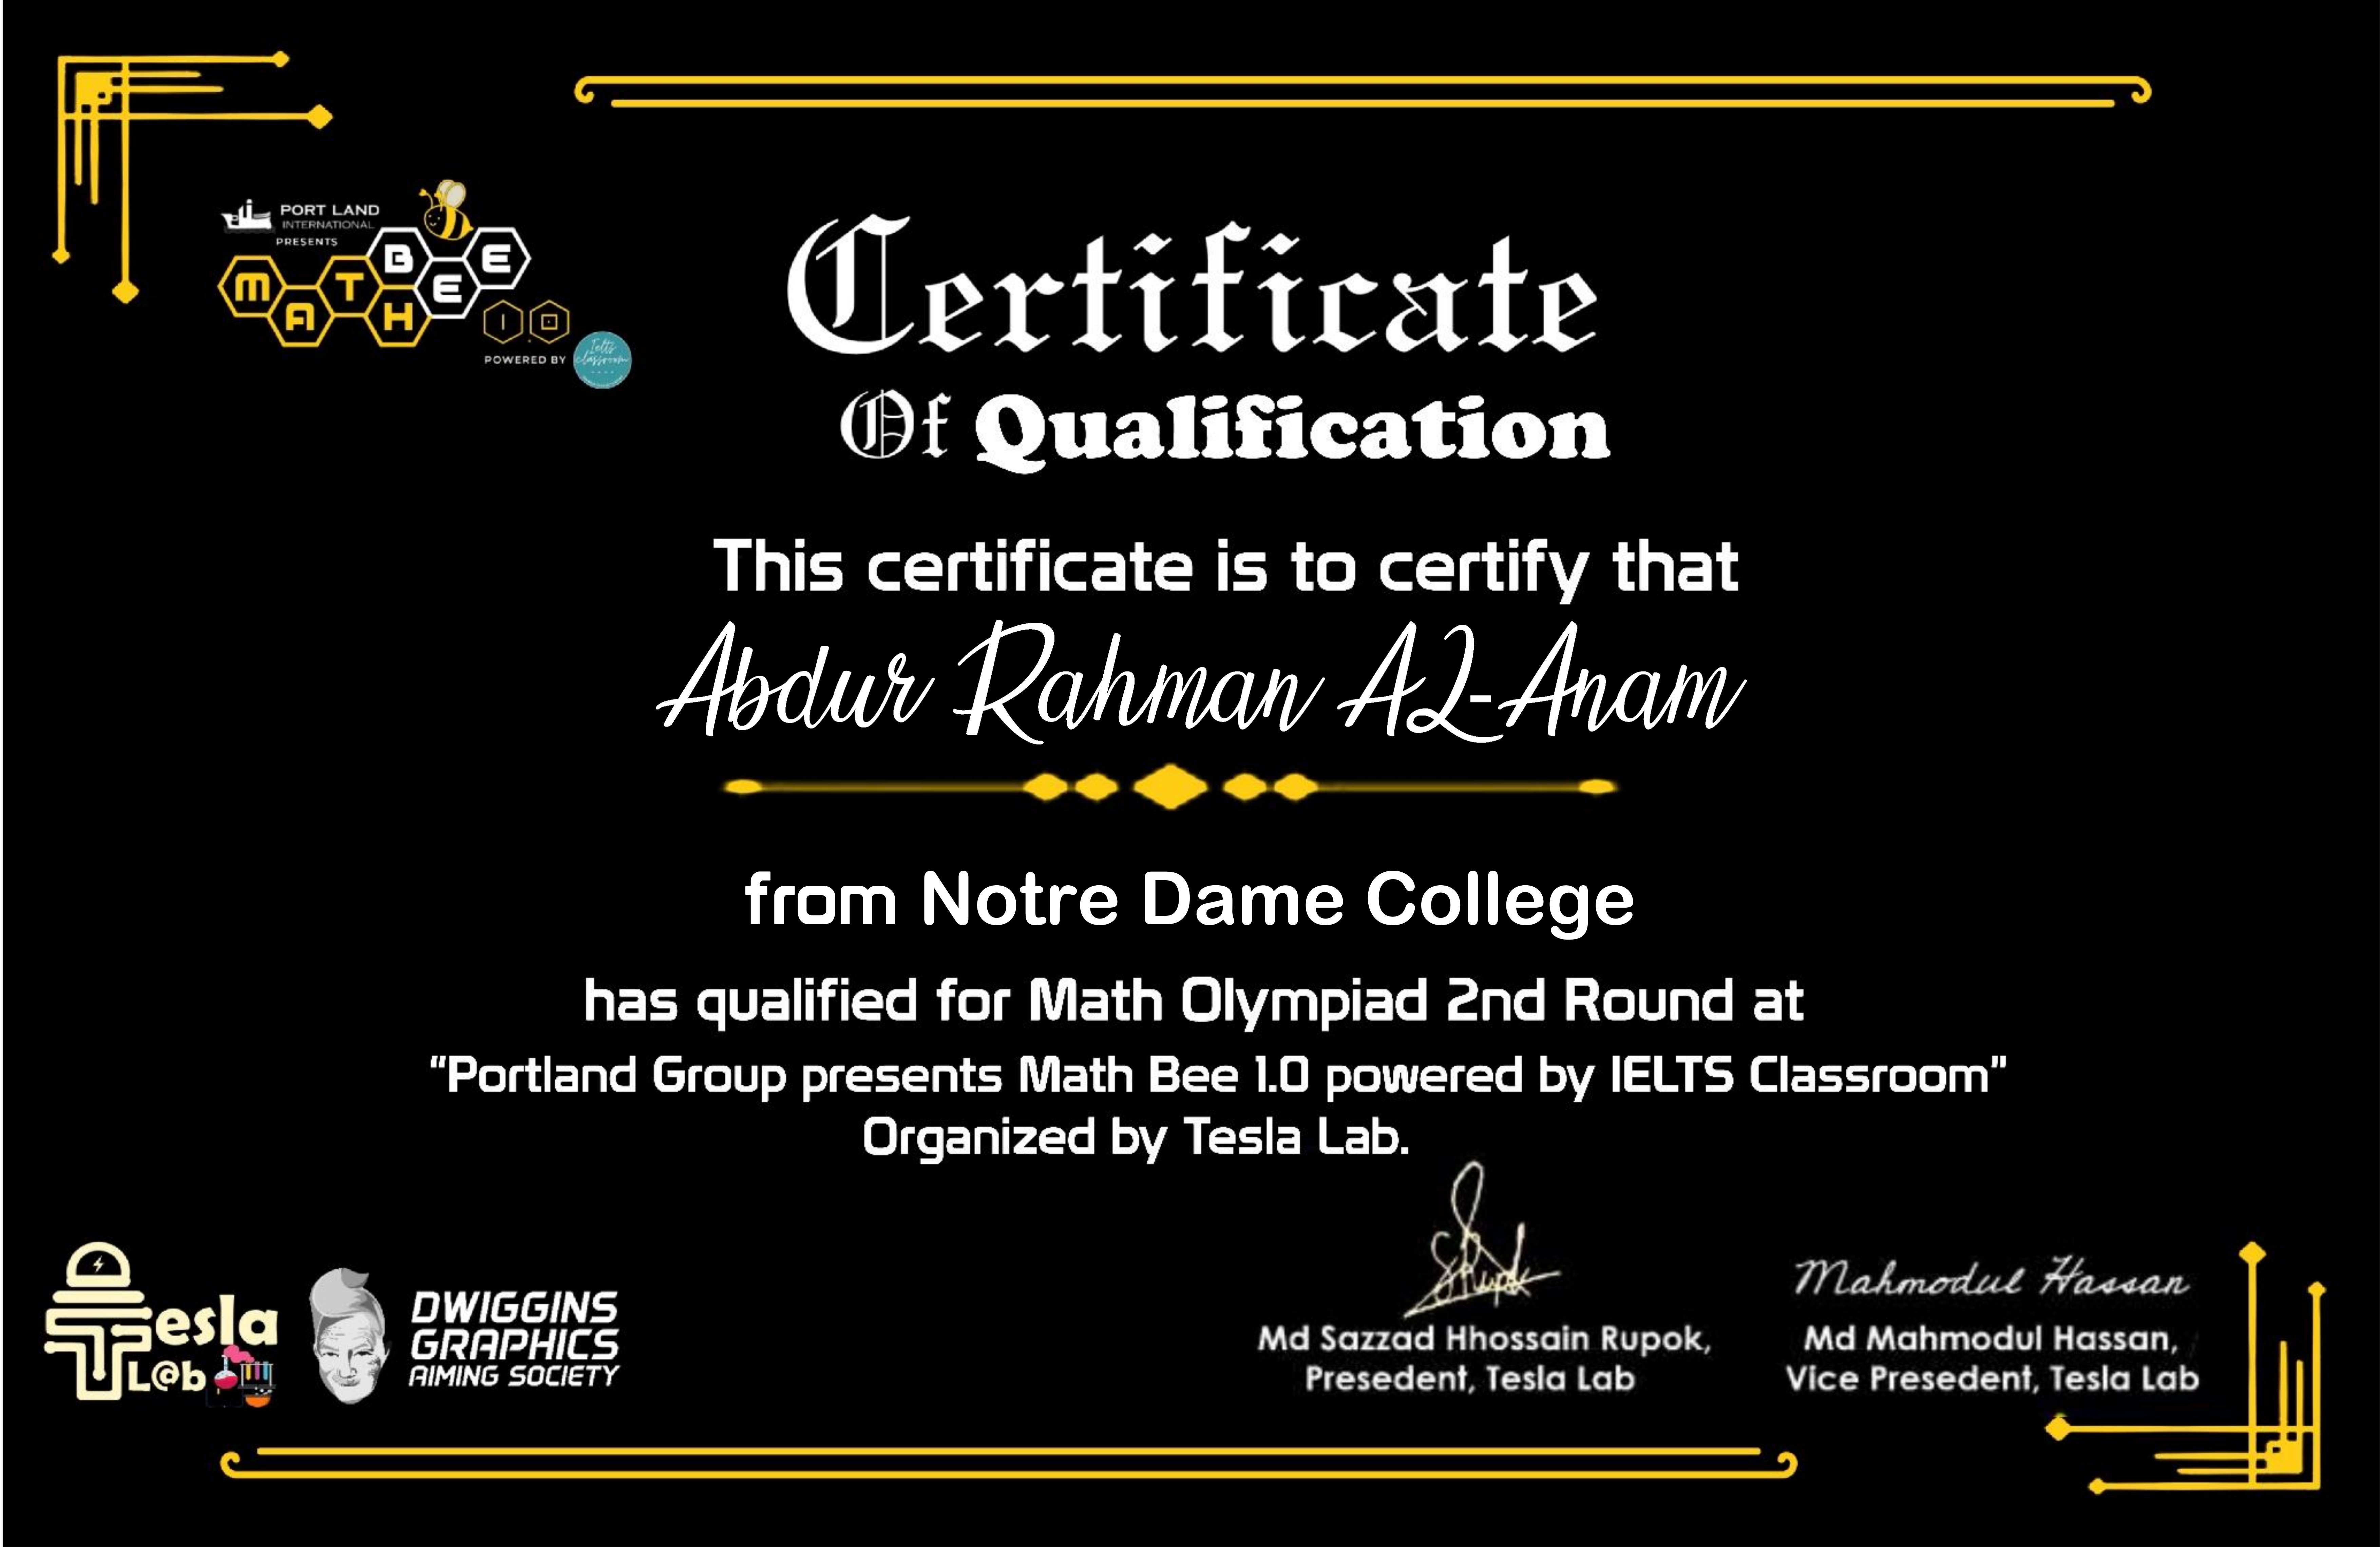 PORT LAND
INTERNATIONAL
PRESENTS
MATH BEE
1.0
POWERED BY
Ielts classroom
Certificate
Of Qualification
This certificate is to certify that
Abdur Rahman AL-Anam
from Notre Dame College
has qualified for Math Olympiad 2nd Round at
“Portland Group presents Math Bee 1.0 powered by IELTS Classroom”
Organized by Tesla Lab.
Tesla
L@b
DWIGGINS
GRAPHICS
AIMING SOCIETY
Md Sazzad Hhossain Rupok,
Presedent, Tesla Lab
Mahmodul Hassan
Md Mahmodul Hassan,
Vice Presedent, Tesla Lab